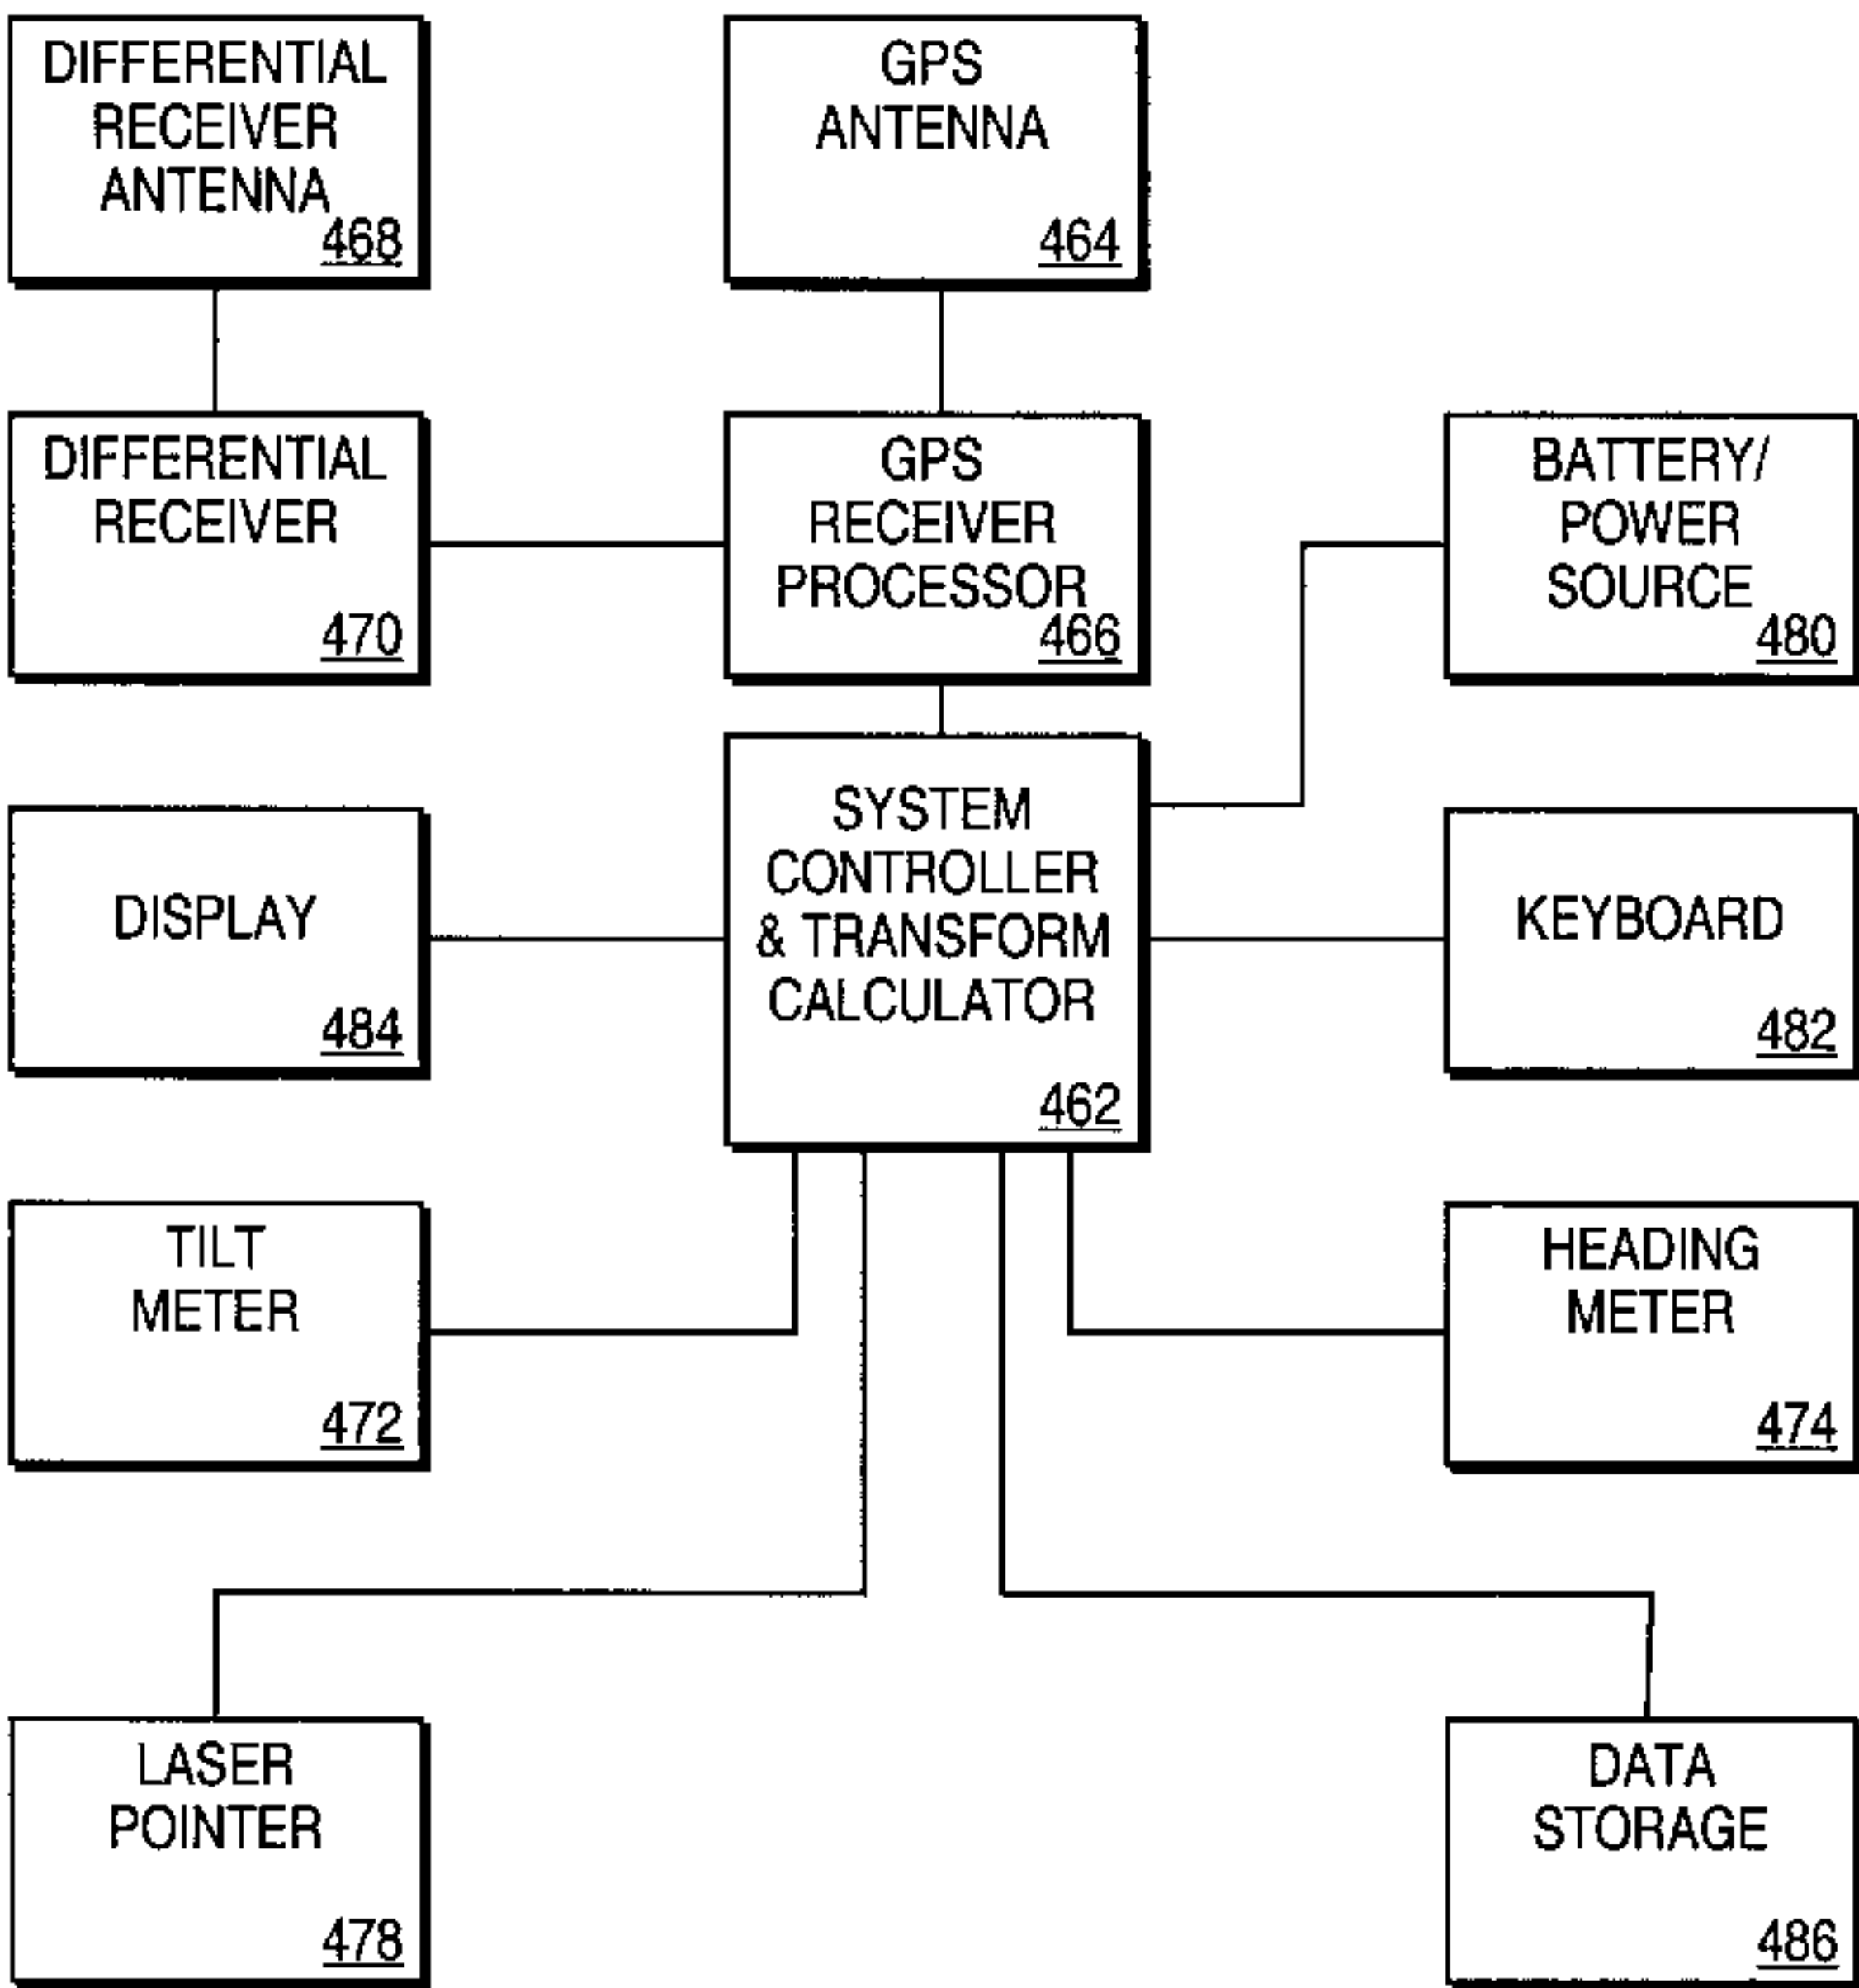 DIFFERENTIAL
RECEIVER
ANTENNA
468
GPS
ANTENNA
464
DIFFERENTIAL
RECEIVER
470
GPS
RECEIVER
PROCESSOR
466
BATTERY/
POWER
SOURCE
480
DISPLAY
484
SYSTEM
CONTROLLER
& TRANSFORM
CALCULATOR
462
KEYBOARD
482
TILT
METER
472
HEADING
METER
474
LASER
POINTER
478
DATA
STORAGE
486